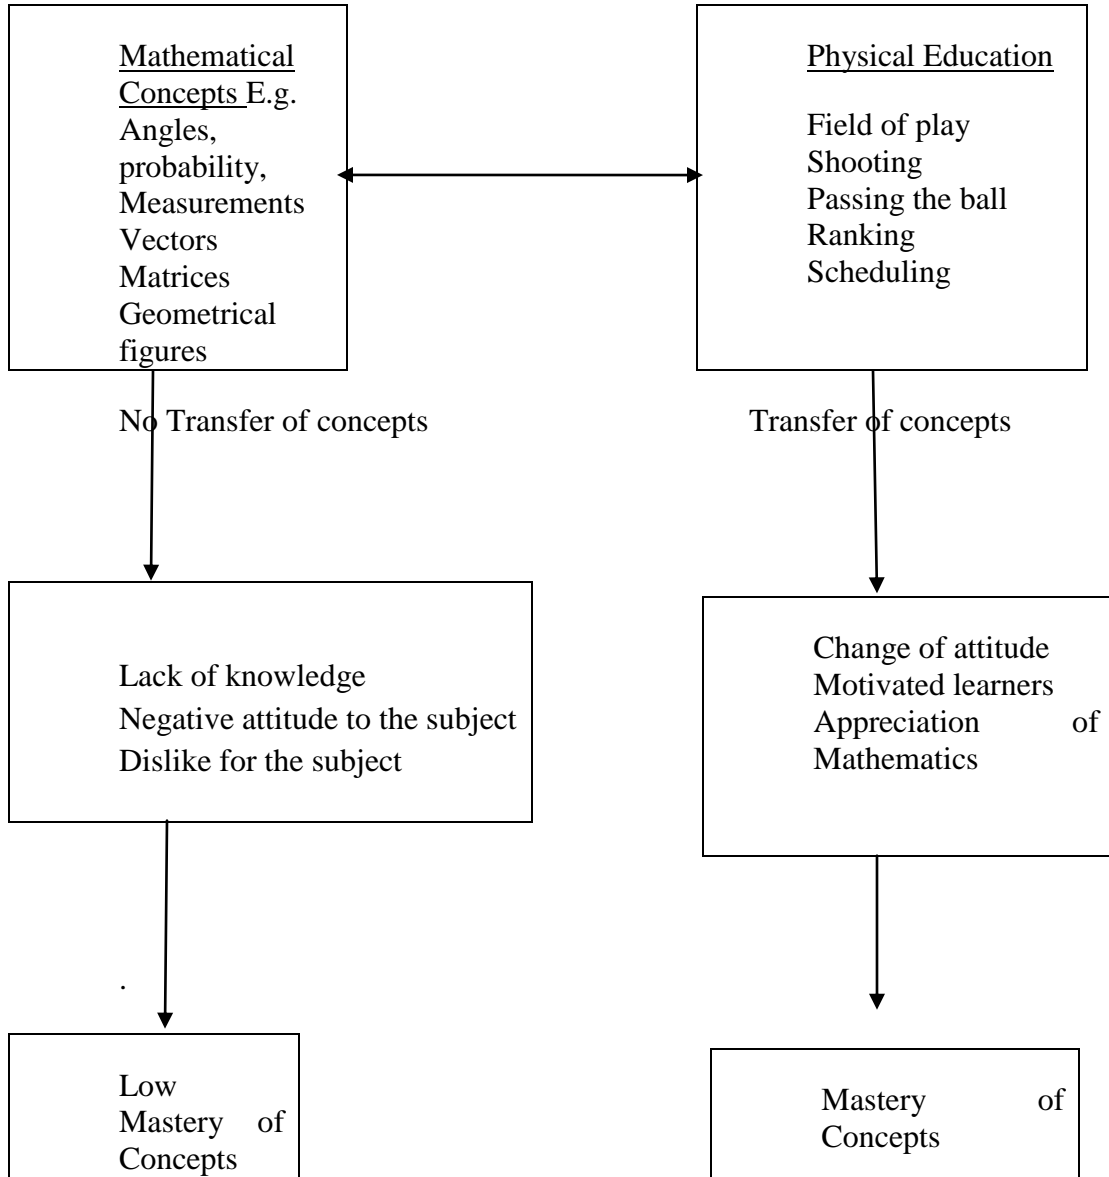 Mathematical
Concepts E.g.
Angles,
probability,
Measurements
Vectors
Matrices
Geometrical
figures
Physical Education
Field of play
Shooting
Passing the ball
Ranking
Scheduling
No Transfer of concepts
Transfer of concepts
Lack of knowledge
Negative attitude to the subject
Dislike for the subject
Change of attitude
Motivated learners
Appreciation of
Mathematics
.
Low
Mastery of
Concepts
Mastery of
Concepts